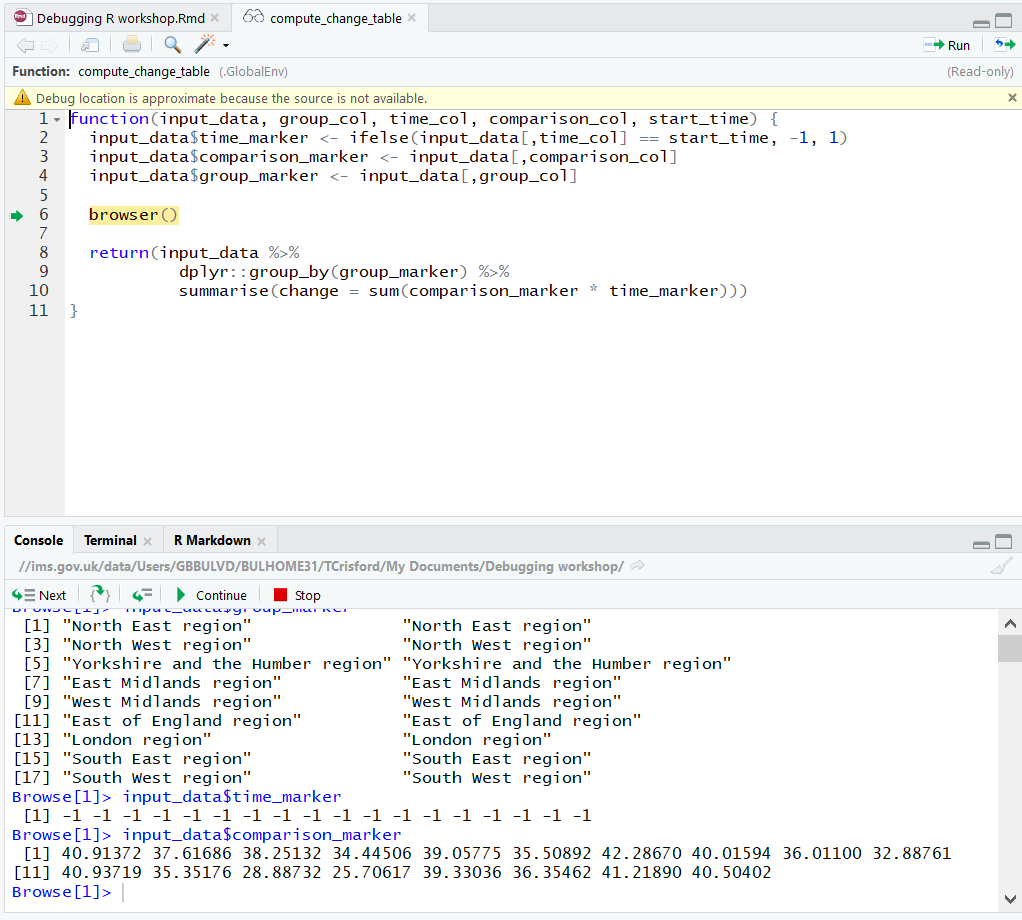 Debugging R workshop.Rmd compute_change_table
Run
Function: compute_change_table (.GlobalEnv) (Read-only)
Debug location is approximate because the source is not available.
1 function(input_data, group_col, time_col, comparison_col, start_time) {
2 input_data$time_marker <- ifelse(input_data[,time_col] == start_time, -1, 1)
3 input_data$comparison_marker <- input_data[,comparison_col]
4 input_data$group_marker <- input_data[,group_col]
5
6 browser()
7
8 return(input_data %>%
9 dplyr::group_by(group_marker) %>%
10 summarise(change = sum(comparison_marker * time_marker)))
11 }
Console Terminal R Markdown
//ims.gov.uk/data/Users/GBBULVD/BULHOME31/TCrisford/My Documents/Debugging workshop/
Next Continue Stop
Browse[1]> input_data$group_marker
[1] "North East region" "North East region"
[3] "North West region" "North West region"
[5] "Yorkshire and the Humber region" "Yorkshire and the Humber region"
[7] "East Midlands region" "East Midlands region"
[9] "West Midlands region" "West Midlands region"
[11] "East of England region" "East of England region"
[13] "London region" "London region"
[15] "South East region" "South East region"
[17] "South West region" "South West region"
Browse[1]> input_data$time_marker
[1] -1 -1 -1 -1 -1 -1 -1 -1 -1 -1 -1 -1 -1 -1 -1 -1 -1 -1
Browse[1]> input_data$comparison_marker
[1] 40.91372 37.61686 38.25132 34.44506 39.05775 35.50892 42.28670 40.01594 36.01100 32.88761
[11] 40.93719 35.35176 28.88732 25.70617 39.33036 36.35462 41.21890 40.50402
Browse[1]>